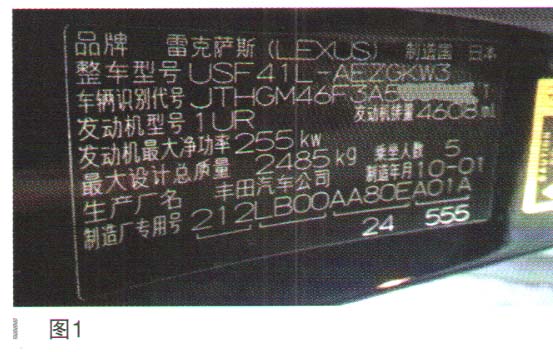 品牌 雷克萨斯(LEXUS) 制造国 日本
整车型号 USF41L-AEZGKW3
车辆识别代号 JTHGM46F3A5
发动机型号 1UR 发动机排量 4608ml
发动机最大净功率 255 kw
最大设计总质量 2485 kg 乘坐人数 5
生产厂名 丰田汽车公司 制造年月 10-01
制造厂专用号 212LB00AA80EA01A
24 555
图1